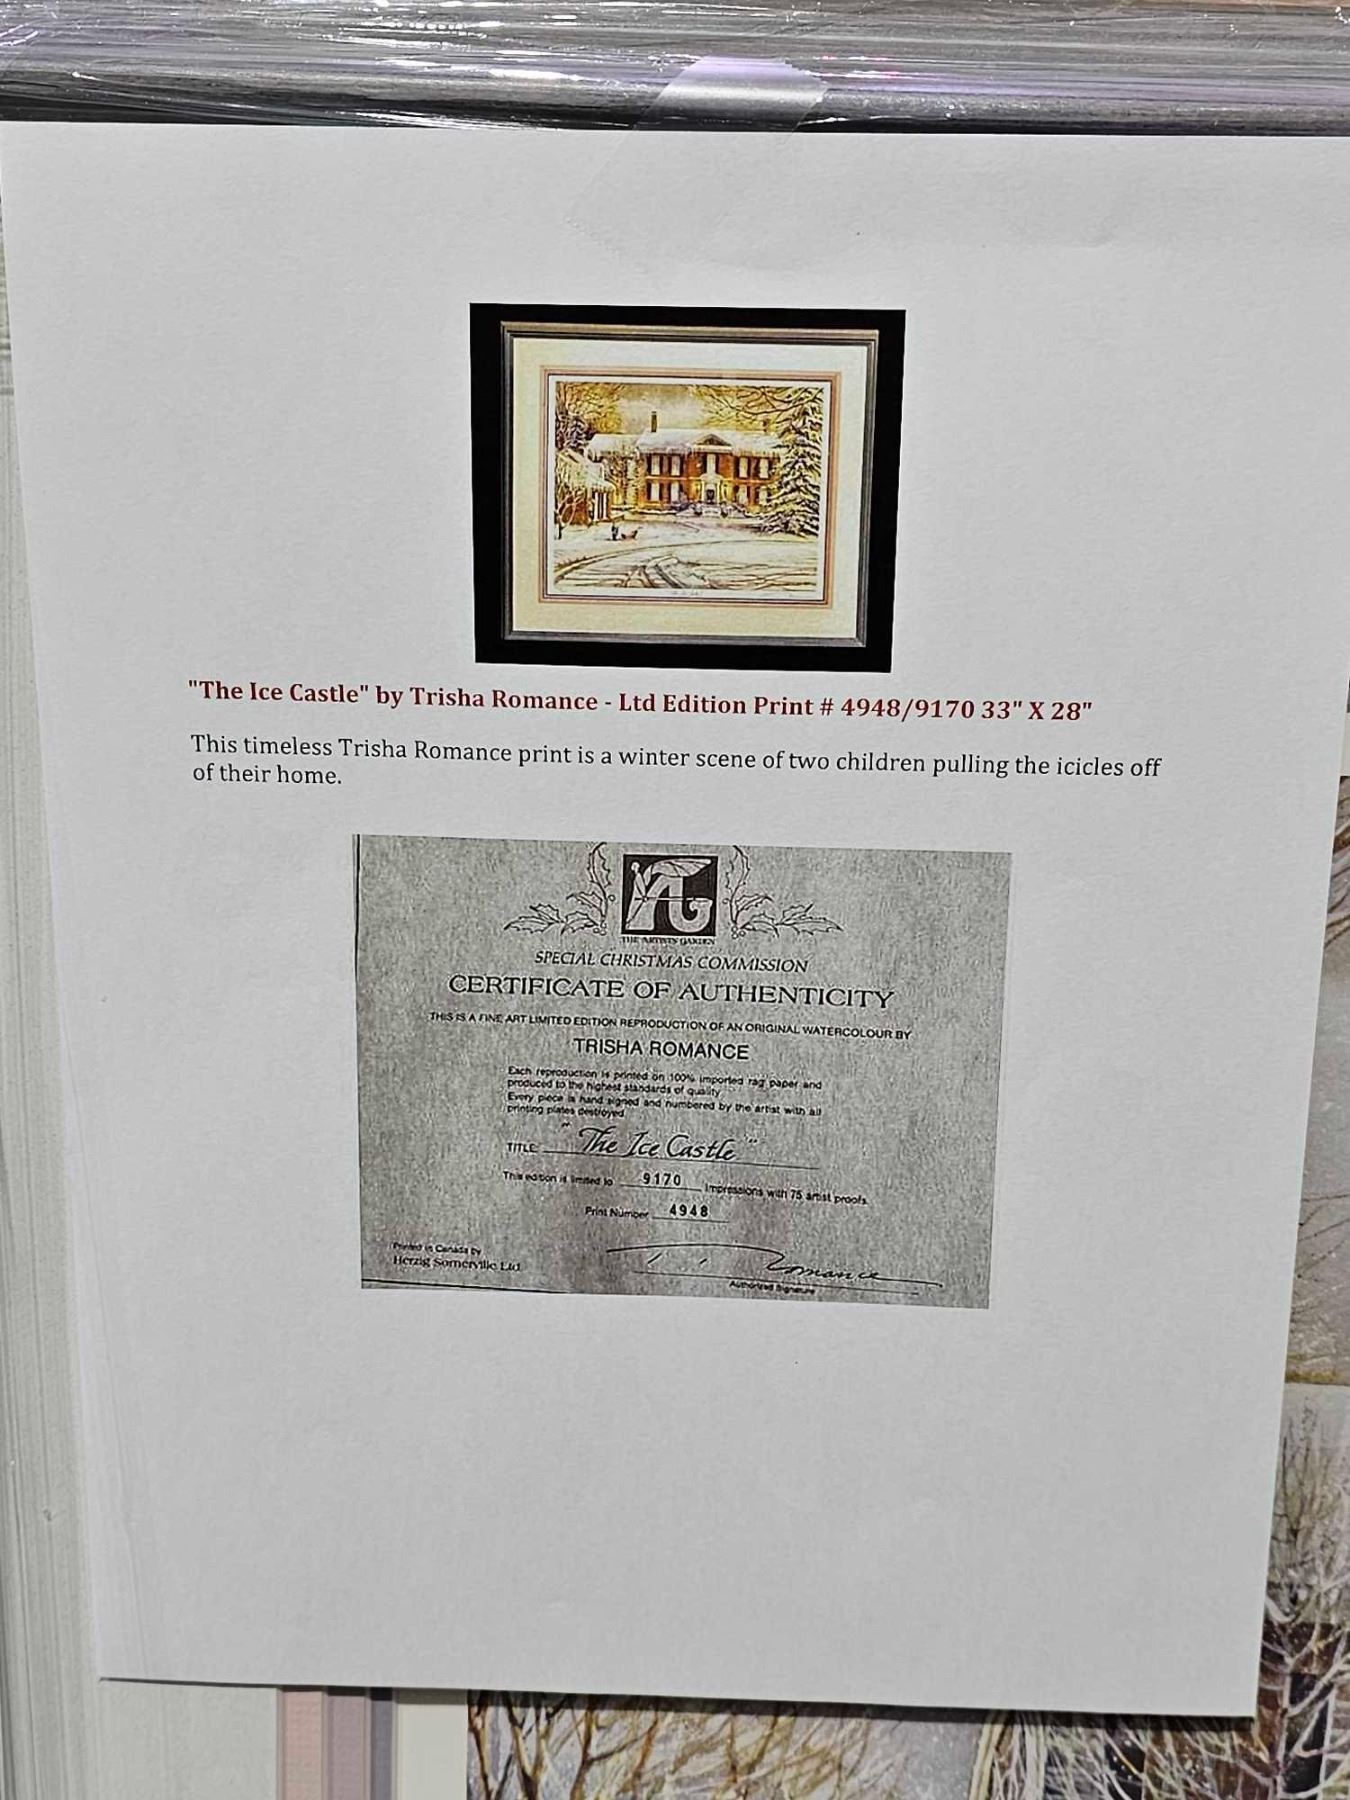 "The Ice Castle" by Trisha Romance - Ltd Edition Print # 4948/9170 33" X 28"
This timeless Trisha Romance print is a winter scene of two children pulling the icicles off
of their home.
AG
THE ARTISTS GARDEN
SPECIAL CHRISTMAS COMMISSION
CERTIFICATE OF AUTHENTICITY
THIS IS A FINE ART LIMITED EDITION REPRODUCTION OF AN ORIGINAL WATERCOLOUR BY
TRISHA ROMANCE
Each reproduction is printed on 100% imported rag paper and
produced to the highest standards of quality
Every piece is hand signed and numbered by the artist with all
printing plates destroyed.
TITLE "The Ice Castle"
This edition is limited to 9170 Impressions with 75 artist proofs
Print Number 4948
Printed in Canada by
Herzig Somerville Ltd.
T. Romance
Authorized Signature